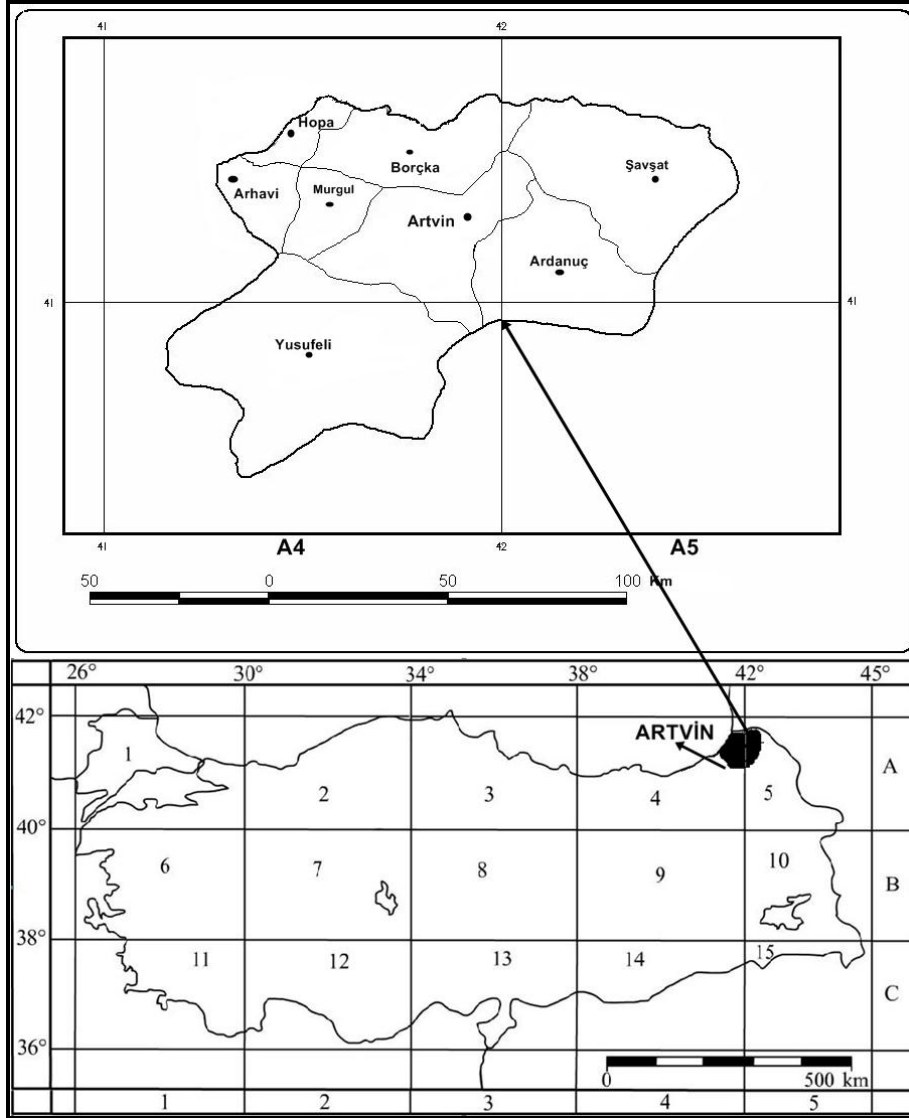 41 42
Hopa
Borçka
Şavşat
Arhavi
Murgul
Artvin
Ardanuç
41 41
Yusufeli
41 42
A4 A5
50 0 50 100 Km
26° 30° 34° 38° 42° 45°
42°
ARTVİN
1
A
2 3 4 5
40°
6 7 8 9 10
B
38°
11 12 13 14 15
C
36°
0 500 km
1 2 3 4 5